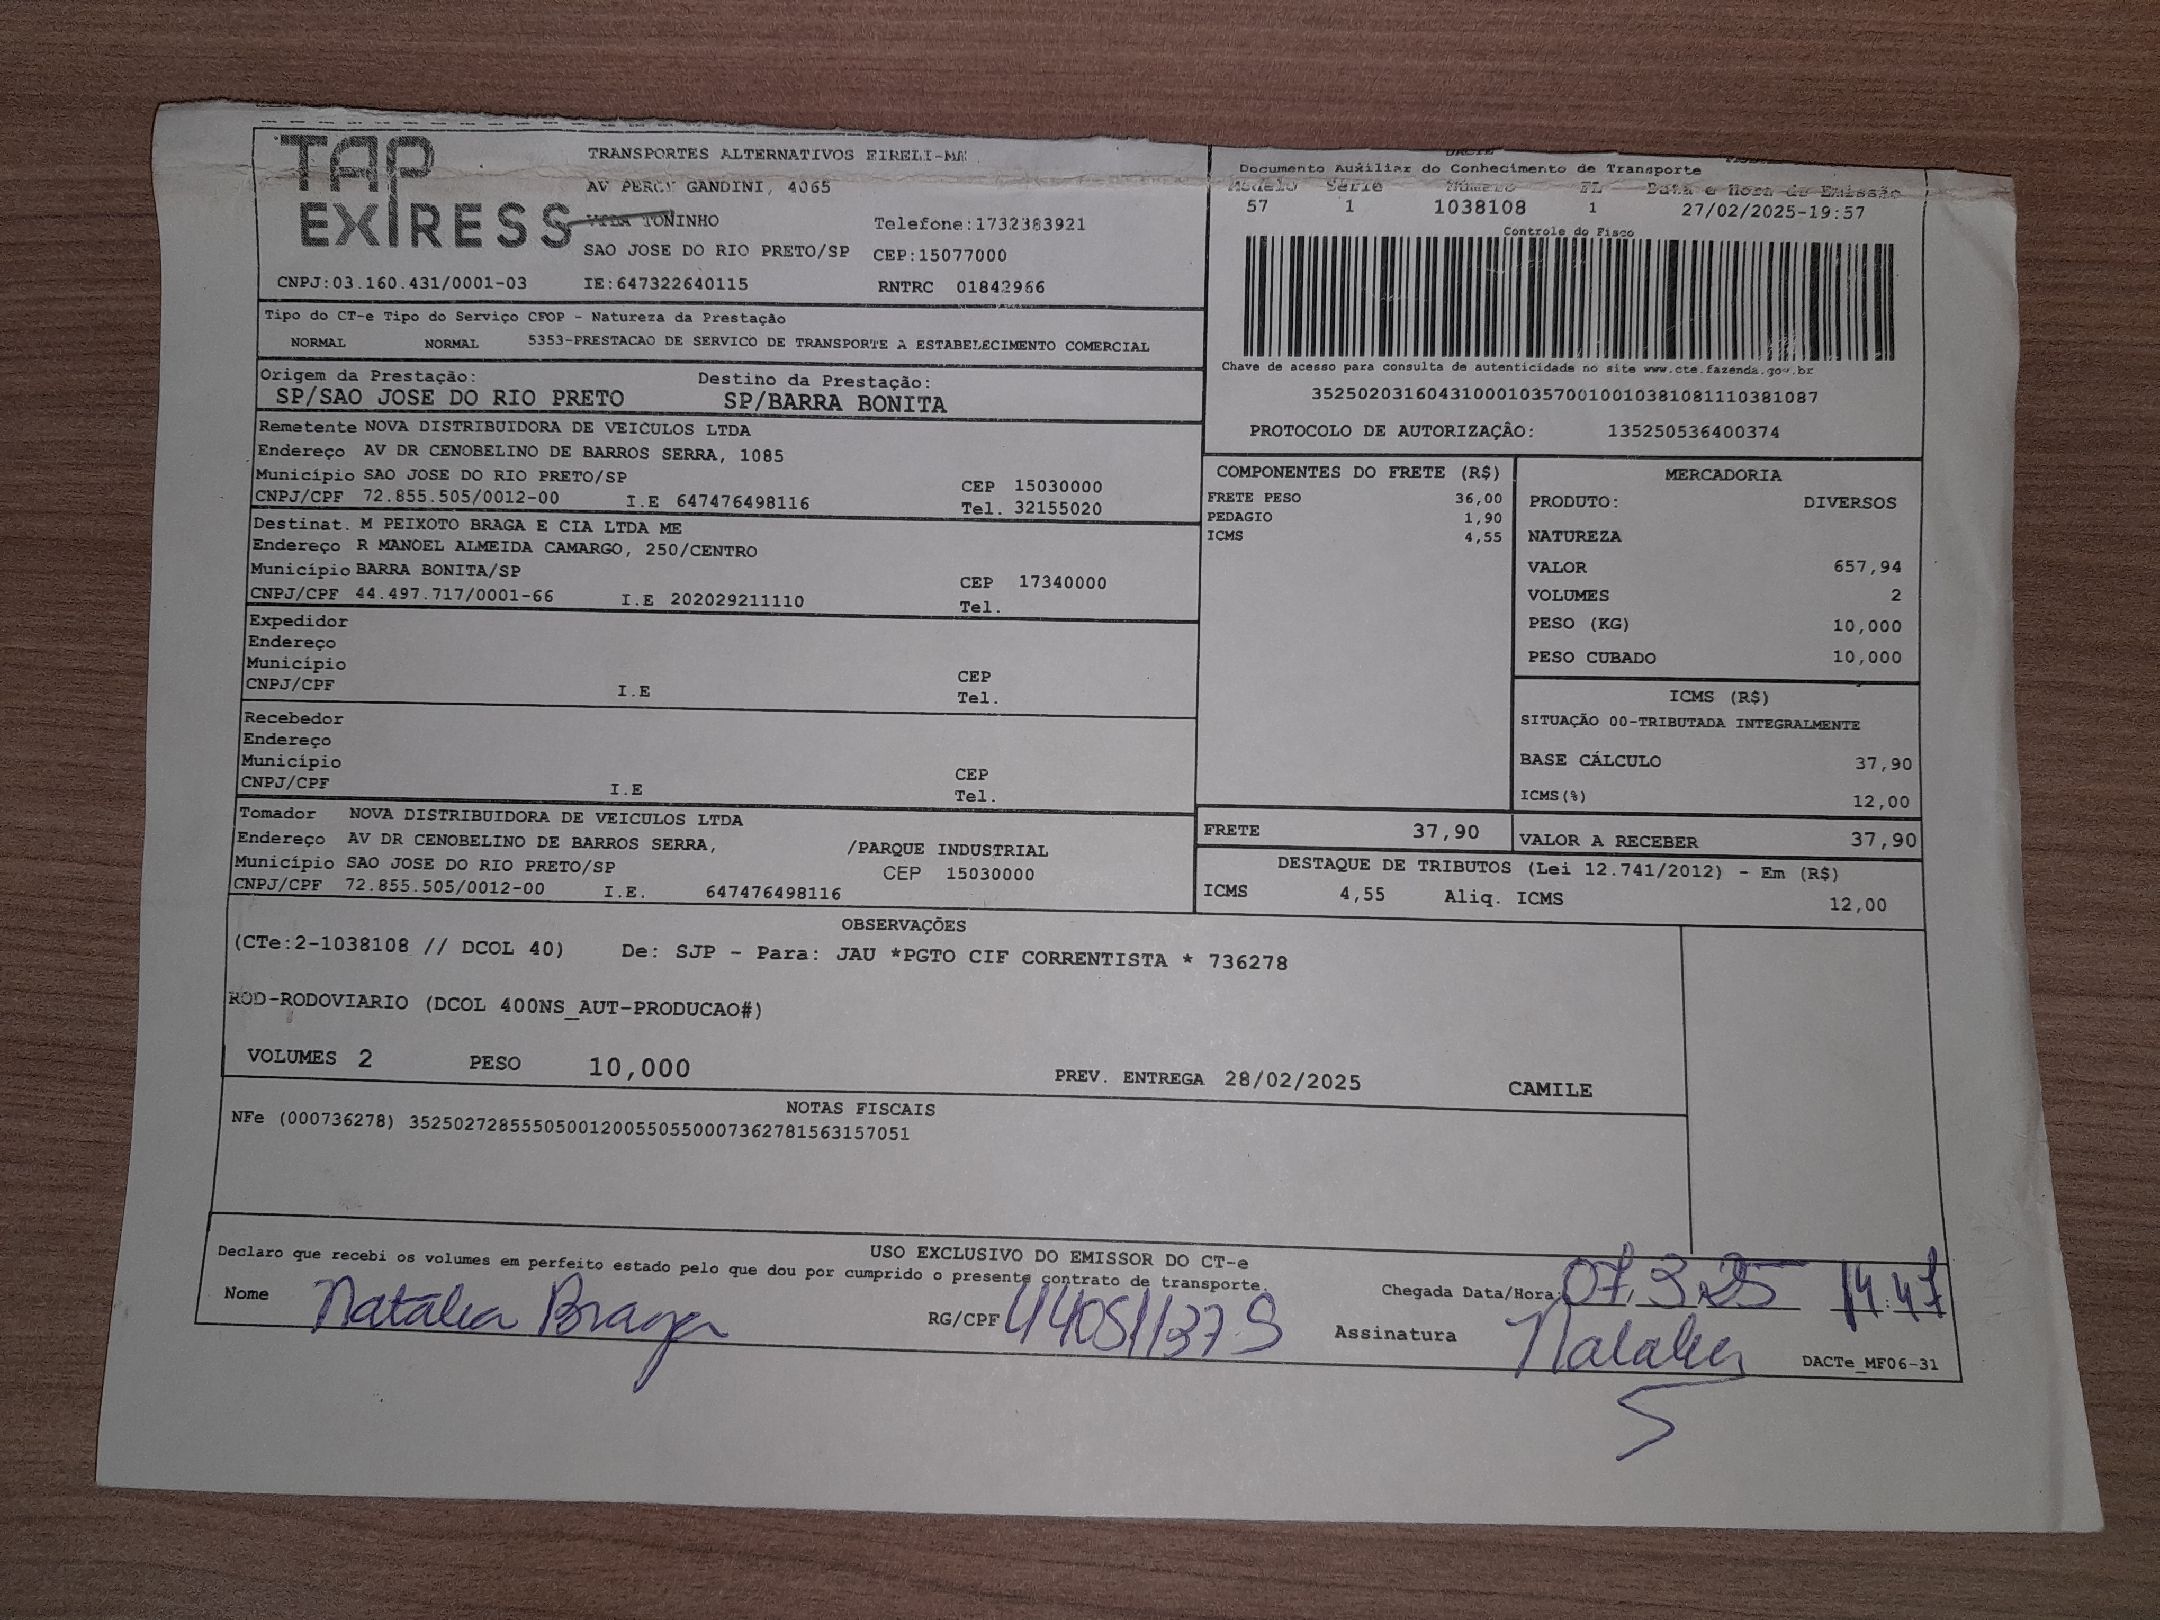 TAP
EXPRESS
TRANSPORTES ALTERNATIVOS EIRELI-ME
AV PERCY GANDINI, 4065
VILA TONINHO Telefone:1732383921
SAO JOSE DO RIO PRETO/SP CEP:15077000
CNPJ:03.160.431/0001-03 IE:647322640115 RNTRC 01842966
DACTE
Documento Auxiliar do Conhecimento de Transporte
Modelo Série Número FL Data e Hora de Emissão
57 1 1038108 1 27/02/2025-19:57
Controle do Fisco
Chave de acesso para consulta de autenticidade no site www.cte.fazenda.gov.br
35250203160431000103570010010381081110381087
PROTOCOLO DE AUTORIZAÇÃO: 135250536400374
Tipo do CT-e Tipo do Serviço CFOP - Natureza da Prestação
NORMAL NORMAL 5353-PRESTACAO DE SERVICO DE TRANSPORTE A ESTABELECIMENTO COMERCIAL
Origem da Prestação: Destino da Prestação:
SP/SAO JOSE DO RIO PRETO SP/BARRA BONITA
Remetente NOVA DISTRIBUIDORA DE VEICULOS LTDA
Endereço AV DR CENOBELINO DE BARROS SERRA, 1085
Município SAO JOSE DO RIO PRETO/SP CEP 15030000
CNPJ/CPF 72.855.505/0012-00 I.E 647476498116 Tel. 32155020
Destinat. M PEIXOTO BRAGA E CIA LTDA ME
Endereço R MANOEL ALMEIDA CAMARGO, 250/CENTRO
Município BARRA BONITA/SP CEP 17340000
CNPJ/CPF 44.497.717/0001-66 I.E 202029211110 Tel.
Expedidor
Endereço
Município CEP
CNPJ/CPF I.E Tel.
Recebedor
Endereço
Município CEP
CNPJ/CPF I.E Tel.
Tomador NOVA DISTRIBUIDORA DE VEICULOS LTDA
Endereço AV DR CENOBELINO DE BARROS SERRA, /PARQUE INDUSTRIAL
Município SAO JOSE DO RIO PRETO/SP CEP 15030000
CNPJ/CPF 72.855.505/0012-00 I.E. 647476498116
COMPONENTES DO FRETE (R$)
FRETE PESO 36,00
PEDAGIO 1,90
ICMS 4,55
MERCADORIA
PRODUTO: DIVERSOS
NATUREZA
VALOR 657,94
VOLUMES 2
PESO (KG) 10,000
PESO CUBADO 10,000
ICMS (R$)
SITUAÇÃO 00-TRIBUTADA INTEGRALMENTE
BASE CÁLCULO 37,90
ICMS(%) 12,00
FRETE 37,90 VALOR A RECEBER 37,90
DESTAQUE DE TRIBUTOS (Lei 12.741/2012) - Em (R$)
ICMS 4,55 Aliq. ICMS 12,00
OBSERVAÇÕES
(CTe:2-1038108 // DCOL 40) De: SJP - Para: JAU *PGTO CIF CORRENTISTA * 736278
ROD-RODOVIARIO (DCOL 400NS_AUT-PRODUCAO#)
VOLUMES 2 PESO 10,000 PREV. ENTREGA 28/02/2025 CAMILE
NOTAS FISCAIS
NFe (000736278) 35250272855505001200550550007362781563157051
USO EXCLUSIVO DO EMISSOR DO CT-e
Declaro que recebi os volumes em perfeito estado pelo que dou por cumprido o presente contrato de transporte.
Nome Natalia Braga RG/CPF 44051137-9 Chegada Data/Hora 07.3.25 14:47
Assinatura Natalia
DACTe_MF06-31